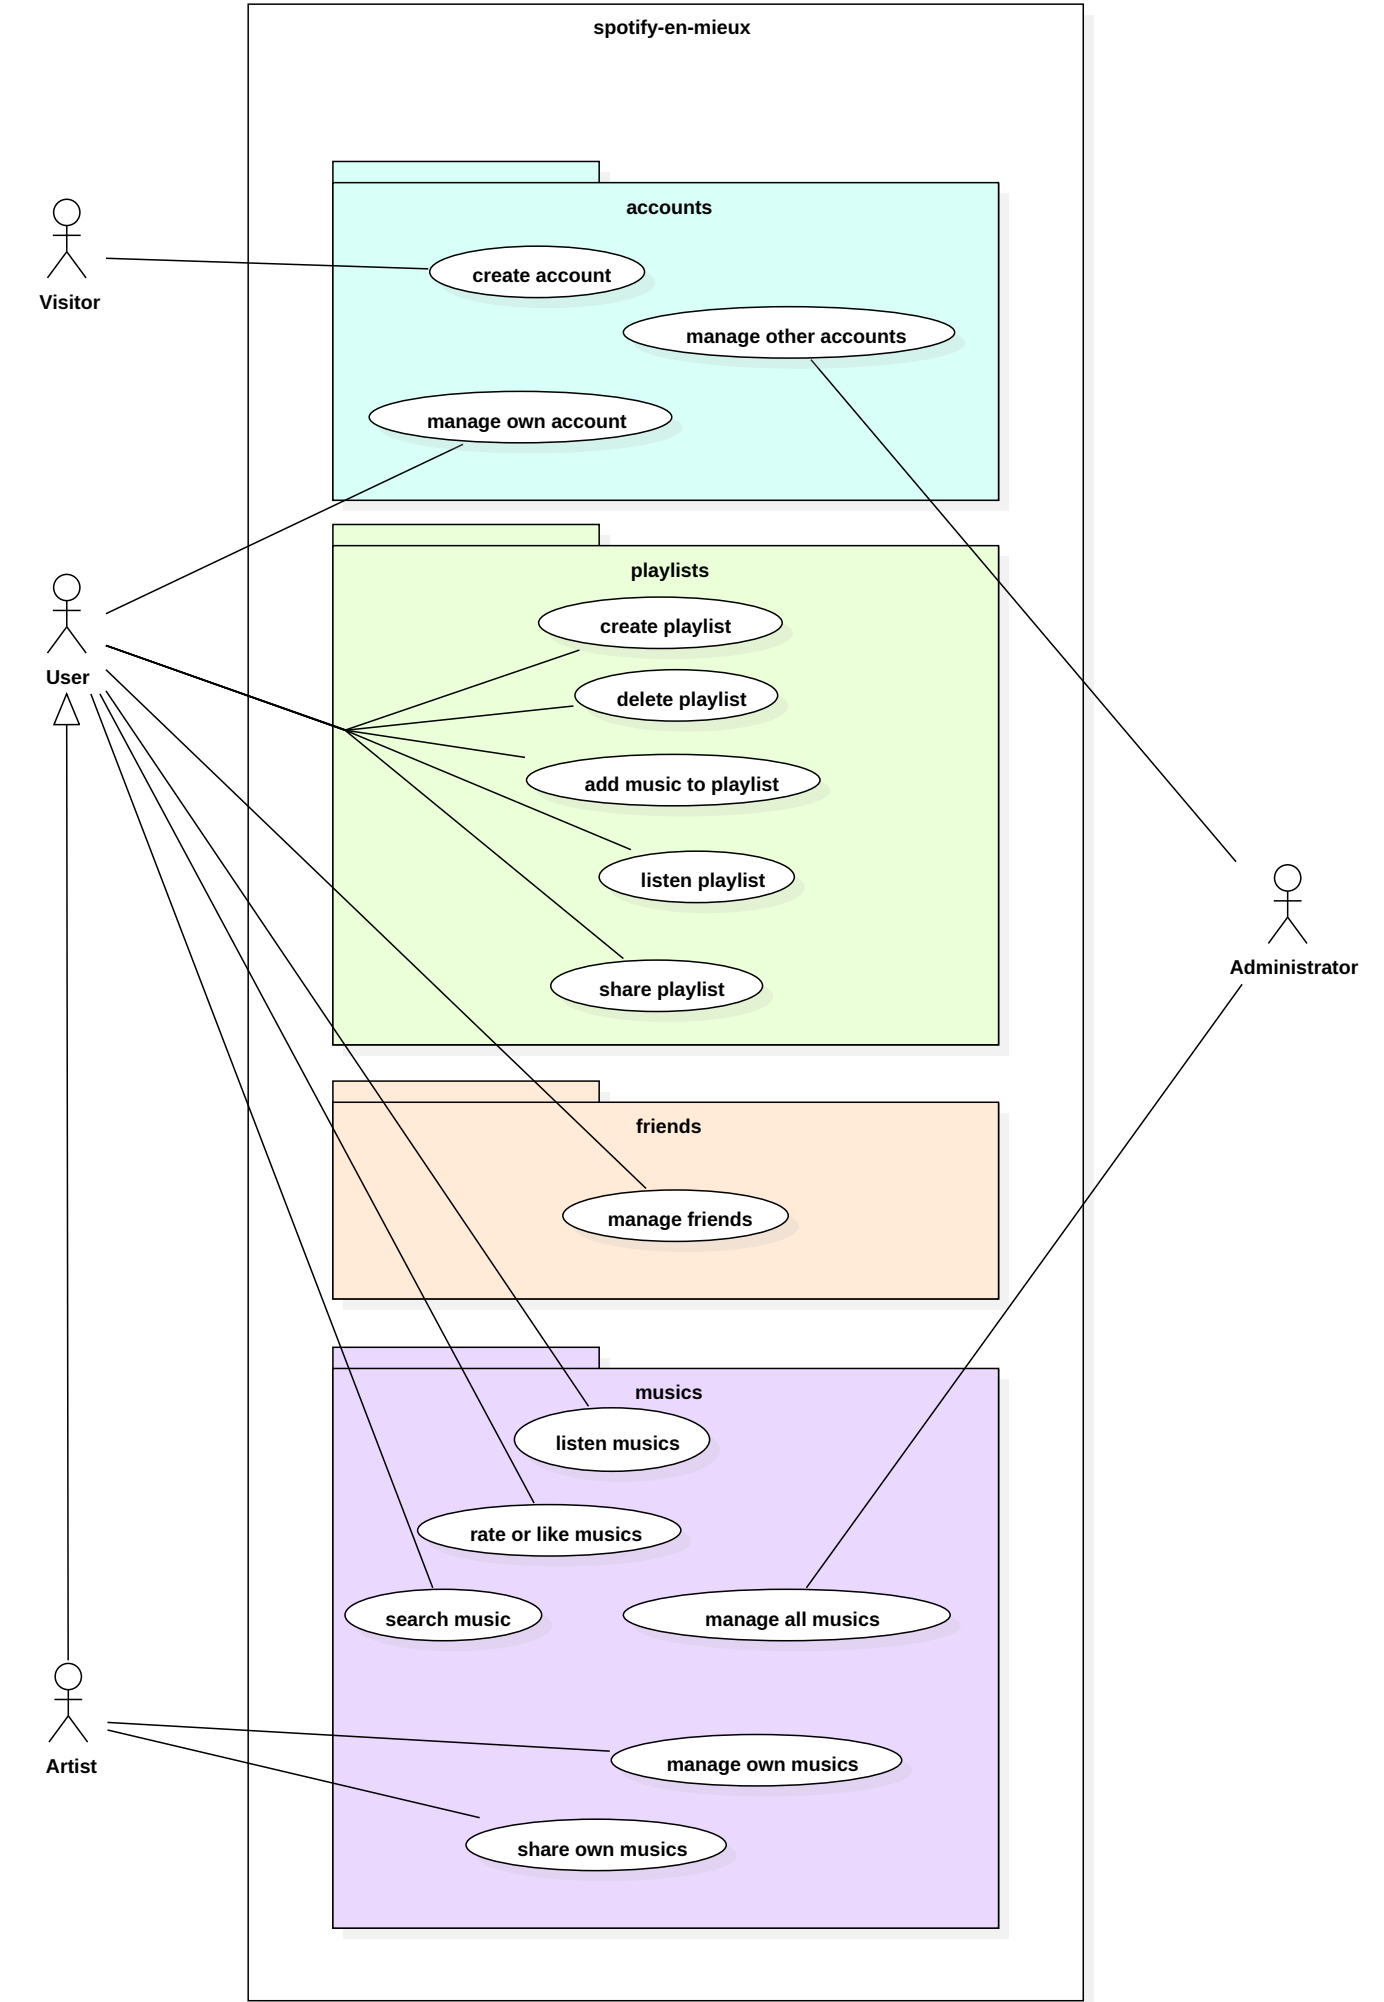 spotify-en-mieux
accounts
create account
Visitor
manage other accounts
manage own account
playlists
create playlist
User
delete playlist
add music to playlist
listen playlist
Administrator
share playlist
friends
manage friends
musics
listen musics
rate or like musics
search music
manage all musics
Artist
manage own musics
share own musics